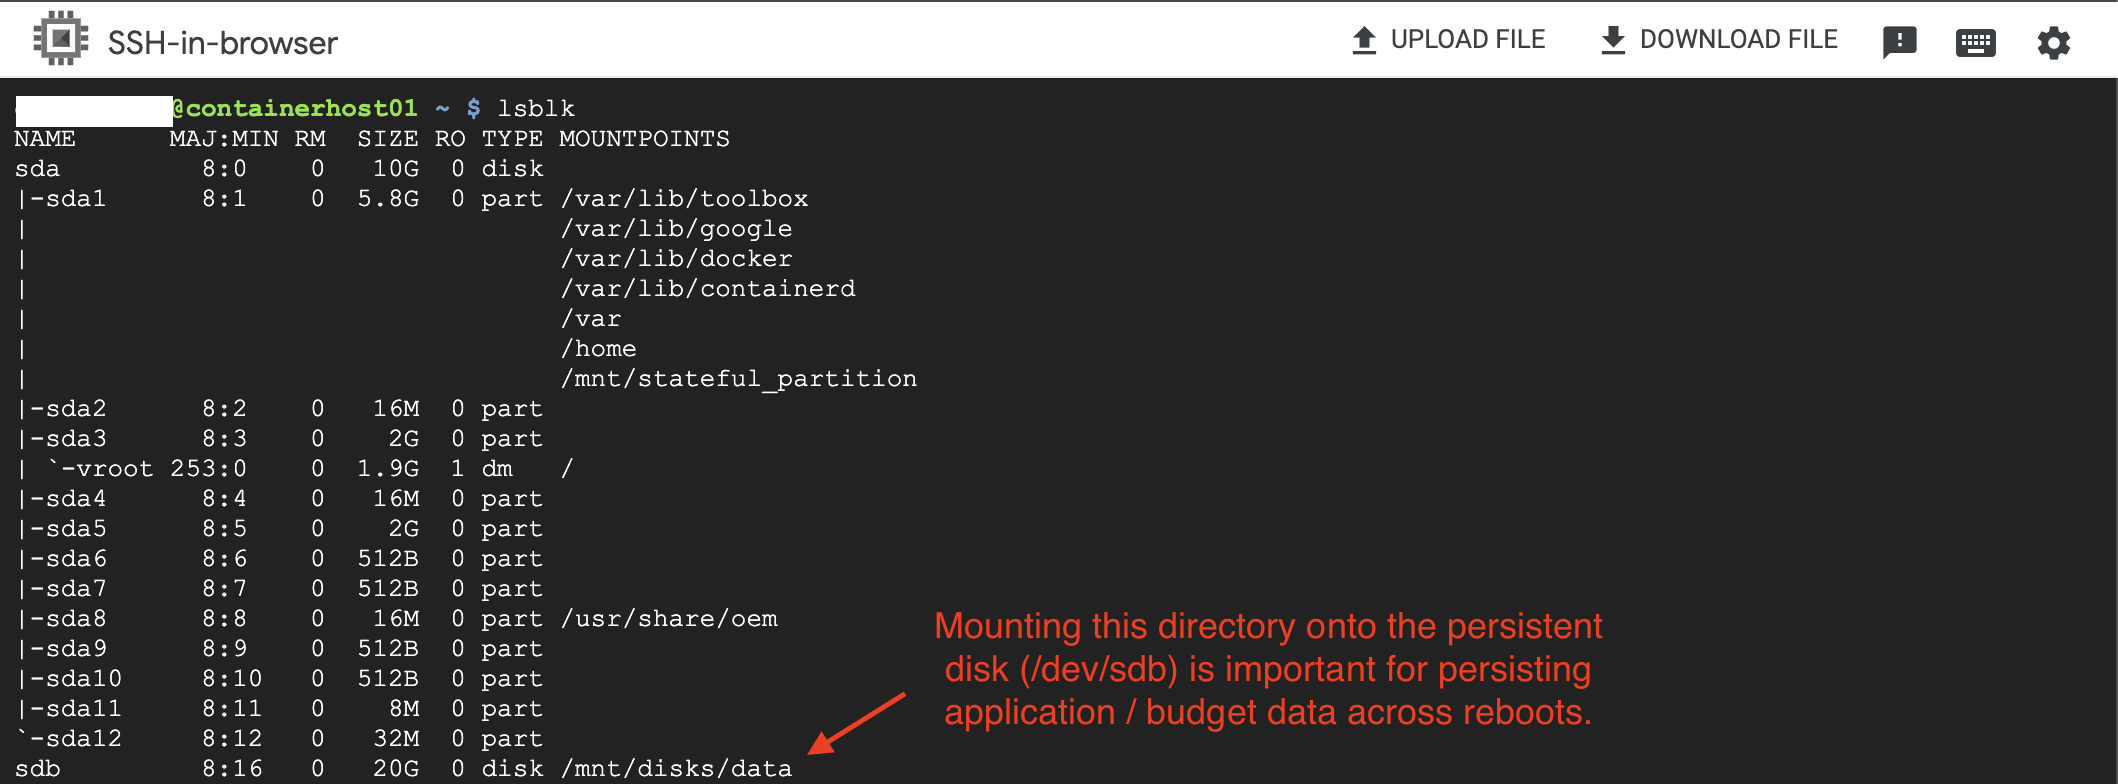 SSH-in-browser
UPLOAD FILE
DOWNLOAD FILE
@containerhost01 ~ $ lsblk
NAME      MAJ:MIN RM  SIZE RO TYPE MOUNTPOINTS
sda         8:0    0   10G  0 disk
|-sda1      8:1    0  5.8G  0 part /var/lib/toolbox
|                                  /var/lib/google
|                                  /var/lib/docker
|                                  /var/lib/containerd
|                                  /var
|                                  /home
|                                  /mnt/stateful_partition
|-sda2      8:2    0   16M  0 part
|-sda3      8:3    0    2G  0 part
| `-vroot 253:0    0  1.9G  1 dm   /
|-sda4      8:4    0   16M  0 part
|-sda5      8:5    0    2G  0 part
|-sda6      8:6    0  512B  0 part
|-sda7      8:7    0  512B  0 part
|-sda8      8:8    0   16M  0 part /usr/share/oem
|-sda9      8:9    0  512B  0 part
|-sda10     8:10   0  512B  0 part
|-sda11     8:11   0    8M  0 part
`-sda12     8:12   0   32M  0 part
sdb         8:16   0   20G  0 disk /mnt/disks/data
Mounting this directory onto the persistent
disk (/dev/sdb) is important for persisting
application / budget data across reboots.